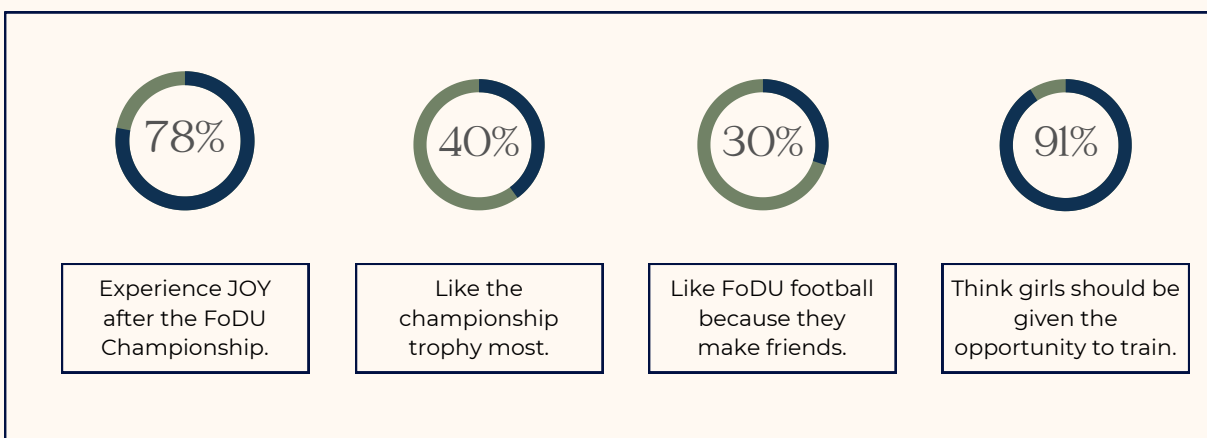 78%
40%
30%
91%
Experience JOY
after the FoDU
Championship.
Like the
championship
trophy most.
Like FoDU football
because they
make friends.
Think girls should be
given the
opportunity to train.